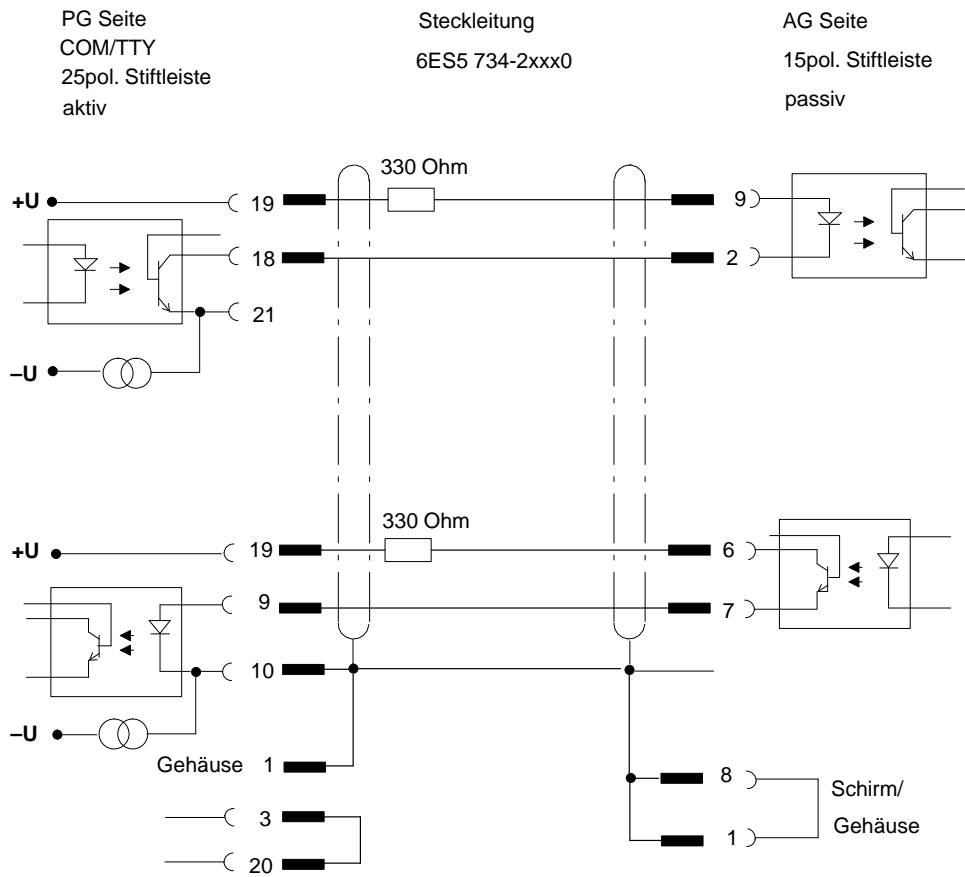 PG Seite
COM/TTY
25pol. Stiftleiste
aktiv
Steckleitung
6ES5 734-2xxx0
AG Seite
15pol. Stiftleiste
passiv
330 Ohm
+U
19
9
18
2
21
–U
330 Ohm
+U
19
6
9
7
10
–U
Gehäuse 1
8
Schirm/
Gehäuse
3
1
20